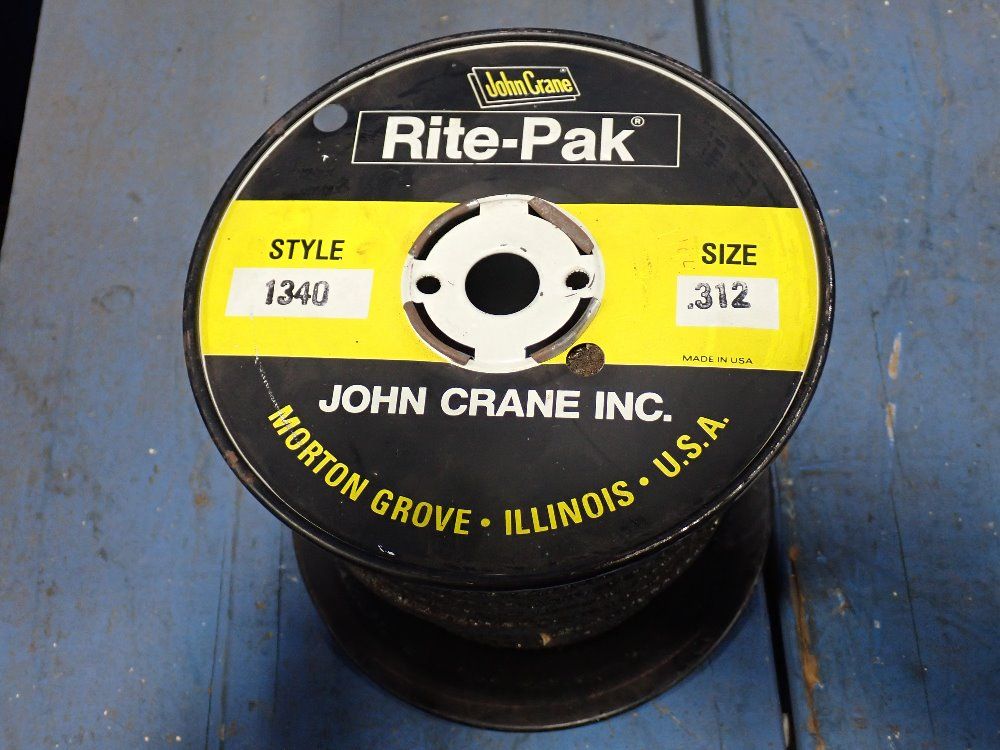 John Crane®
Rite-Pak®
STYLE
1340
SIZE
.312
MADE IN USA
JOHN CRANE INC.
MORTON GROVE • ILLINOIS • U.S.A.